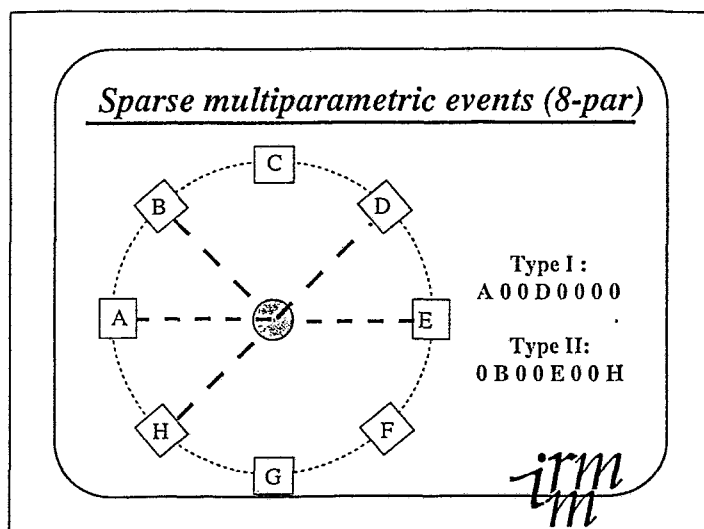 Sparse multiparametric events (8-par)
C
B
D
A
E
H
F
G
Type I :
A 0 0 D 0 0 0 0
Type II:
0 B 0 0 E 0 0 H
irmm